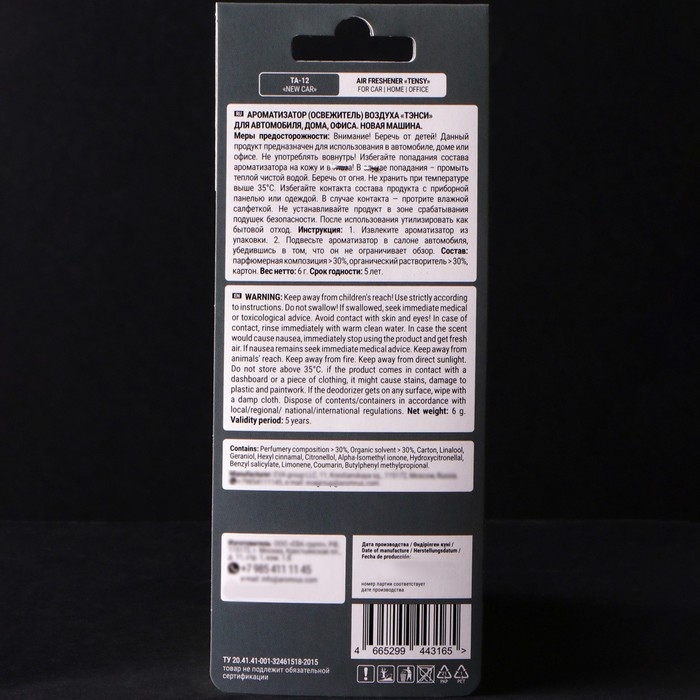 TA-12
«NEW CAR»
AIR FRESHENER «TENSY»
FOR CAR | HOME | OFFICE
RU АРОМАТИЗАТОР (ОСВЕЖИТЕЛЬ) ВОЗДУХА «ТЭНСИ»
ДЛЯ АВТОМОБИЛЯ, ДОМА, ОФИСА. НОВАЯ МАШИНА.
Меры предосторожности: Внимание! Беречь от детей! Данный
продукт предназначен для использования в автомобиле, доме или
офисе. Не употреблять вовнутрь! Избегайте попадания состава
ароматизатора на кожу и в глаза! В случае попадания – промыть
теплой чистой водой. Беречь от огня. Не хранить при температуре
выше 35°С. Избегайте контакта состава продукта с приборной
панелью или одеждой. В случае контакта – протрите влажной
салфеткой. Не устанавливайте продукт в зоне срабатывания
подушек безопасности. После использования утилизировать как
бытовой отход. Инструкция: 1. Извлеките ароматизатор из
упаковки. 2. Подвесьте ароматизатор в салоне автомобиля,
убедившись в том, что он не ограничивает обзор. Состав:
парфюмерная композиция > 30%, органический растворитель > 30%,
картон. Вес нетто: 6 г. Срок годности: 5 лет.
EN WARNING: Keep away from children's reach! Use strictly according
to instructions. Do not swallow! If swallowed, seek immediate medical
or toxicological advice. Avoid contact with skin and eyes! In case of
contact, rinse immediately with warm clean water. In case the scent
would cause nausea, immediately stop using the product and get fresh
air. If nausea remains seek immediate medical advice. Keep away from
animals' reach. Keep away from fire. Keep away from direct sunlight.
Do not store above 35°C. if the product comes in contact with a
dashboard or a piece of clothing, it might cause stains, damage to
plastic and paintwork. If the deodorizer gets on any surface, wipe with
a damp cloth. Dispose of contents/containers in accordance with
local/regional/ national/international regulations. Net weight: 6 g.
Validity period: 5 years.
Contains: Perfumery composition > 30%, Organic solvent > 30%, Carton, Linalool,
Geraniol, Hexyl cinnamal, Citronellol, Alpha-Isomethyl ionone, Hydroxycitronellal,
Benzyl salicylate, Limonene, Coumarin, Butylphenyl methylpropional.
+7 985 411 11 45
Дата производства / Өндірілген күні /
Date of manufacture / Herstellungsdatum /
Fecha de producción:
номер партии соответствует
дате производства
4 665299 443165 >
ТУ 20.41.41-001-32461518-2015
товар не подлежит обязательной
сертификации
PAP
PET